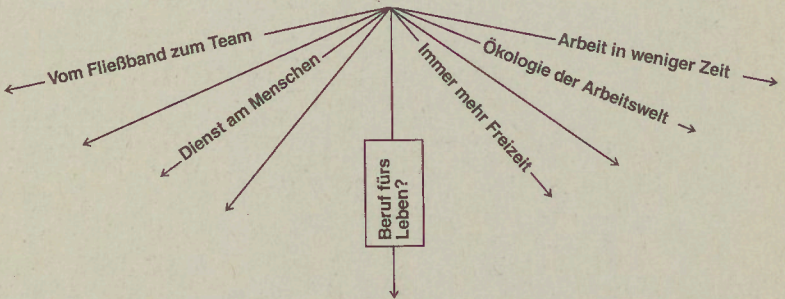 Vom Fließband zum Team
Dienst am Menschen
Beruf fürs
Leben?
Immer mehr Freizeit
Ökologie der Arbeitswelt
Arbeit in weniger Zeit